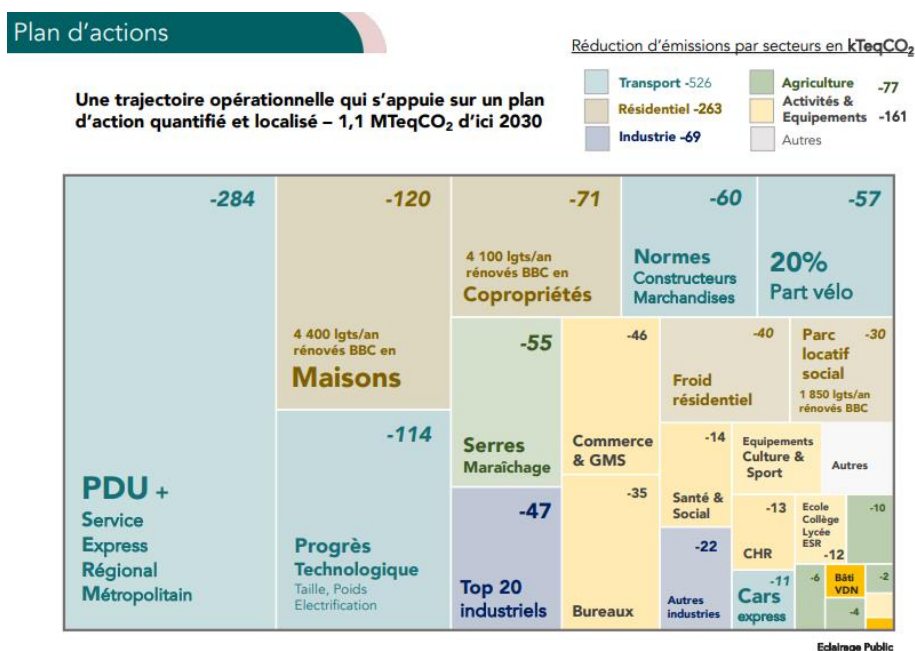 Plan d'actions
Réduction d'émissions par secteurs en kTeqCO₂
Transport -526
Résidentiel -263
Industrie -69
Agriculture -77
Activités &
Equipements -161
Autres
Une trajectoire opérationnelle qui s'appuie sur un plan
d'action quantifié et localisé – 1,1 MTeqCO₂ d'ici 2030
-284
PDU +
Service
Express
Régional
Métropolitain
-120
4 400 lgts/an
rénovés BBC en
Maisons
-114
Progrès
Technologique
Taille, Poids
Electrification
-71
4 100 lgts/an
rénovés BBC en
Copropriétés
-60
Normes
Constructeurs
Marchandises
-57
20%
Part vélo
-55
Serres
Maraîchage
-47
Top 20
industriels
-46
Commerce
& GMS
-35
Bureaux
-40
Froid
résidentiel
Parc -30
locatif
social
1 850 lgts/an
rénovés BBC
-14
Santé &
Social
-22
Autres
industries
Equipements
Culture &
Sport
Autres
-13
CHR
Ecole
Collège
Lycée
ESR
-12
-10
-11
Cars
express
-6
Bâti
VDN
-2
-4
Eclairage Public